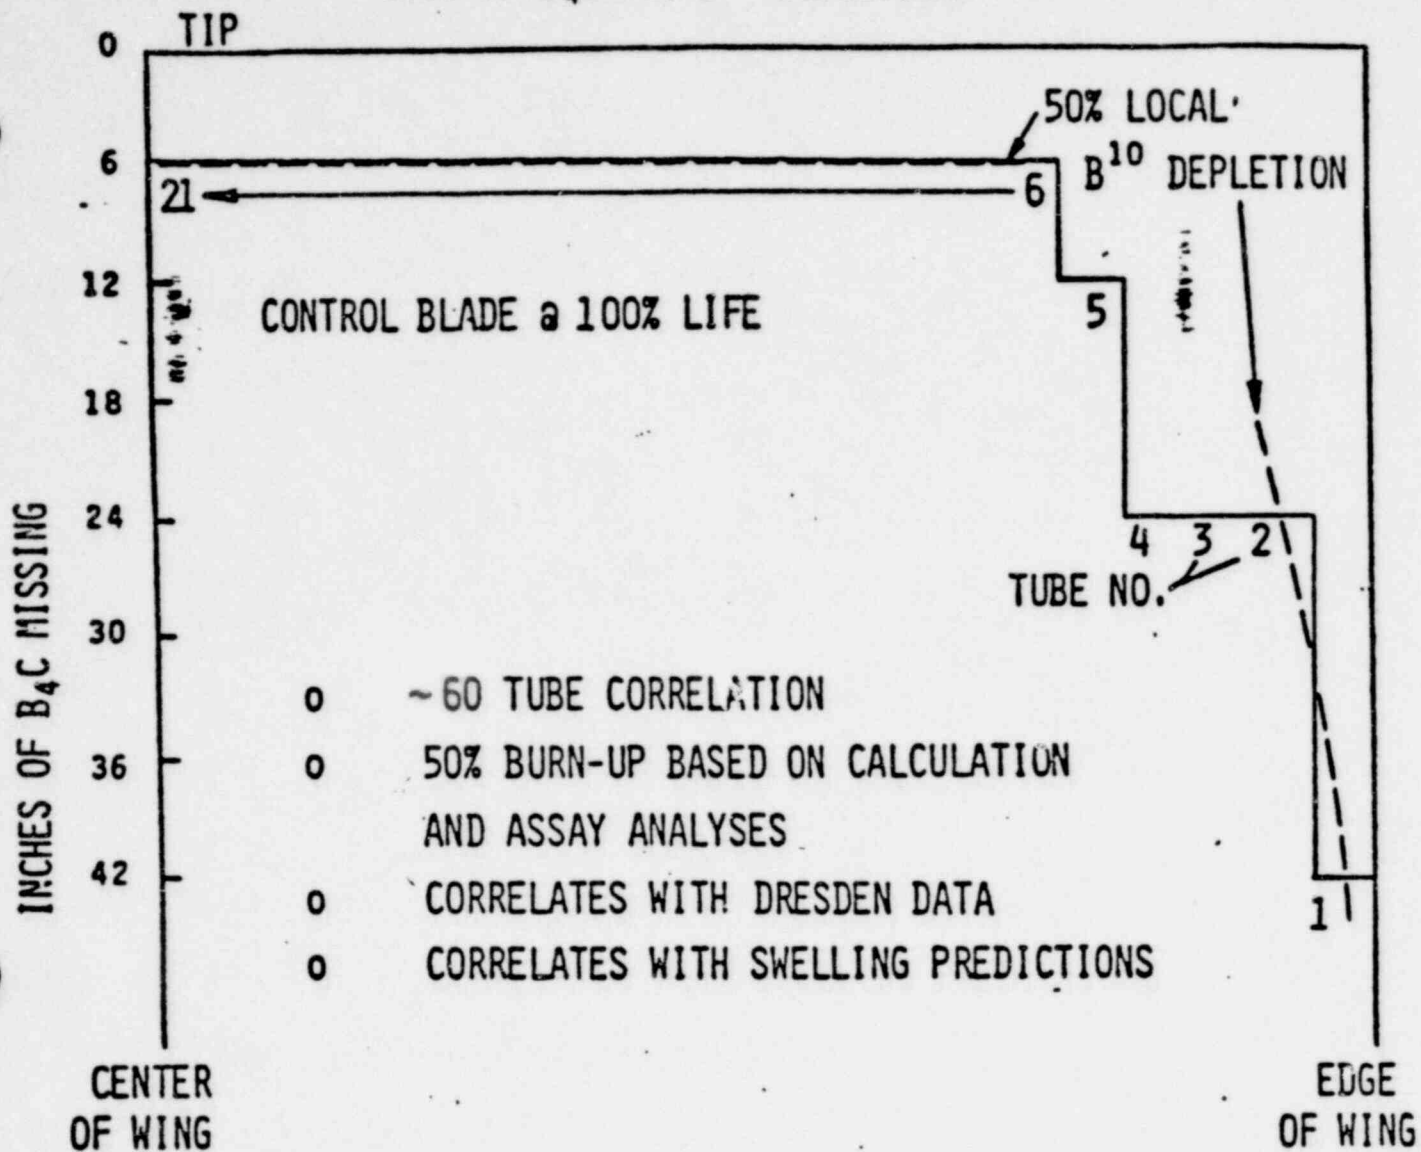 TIP
0
6
12
18
24
30
36
42
INCHES OF B₄C MISSING
50% LOCAL
B¹⁰ DEPLETION
21
6
5
4 3 2
1
TUBE NO.
CONTROL BLADE @ 100% LIFE
o ~60 TUBE CORRELATION
o 50% BURN-UP BASED ON CALCULATION
AND ASSAY ANALYSES
o CORRELATES WITH DRESDEN DATA
o CORRELATES WITH SWELLING PREDICTIONS
CENTER
OF WING
EDGE
OF WING